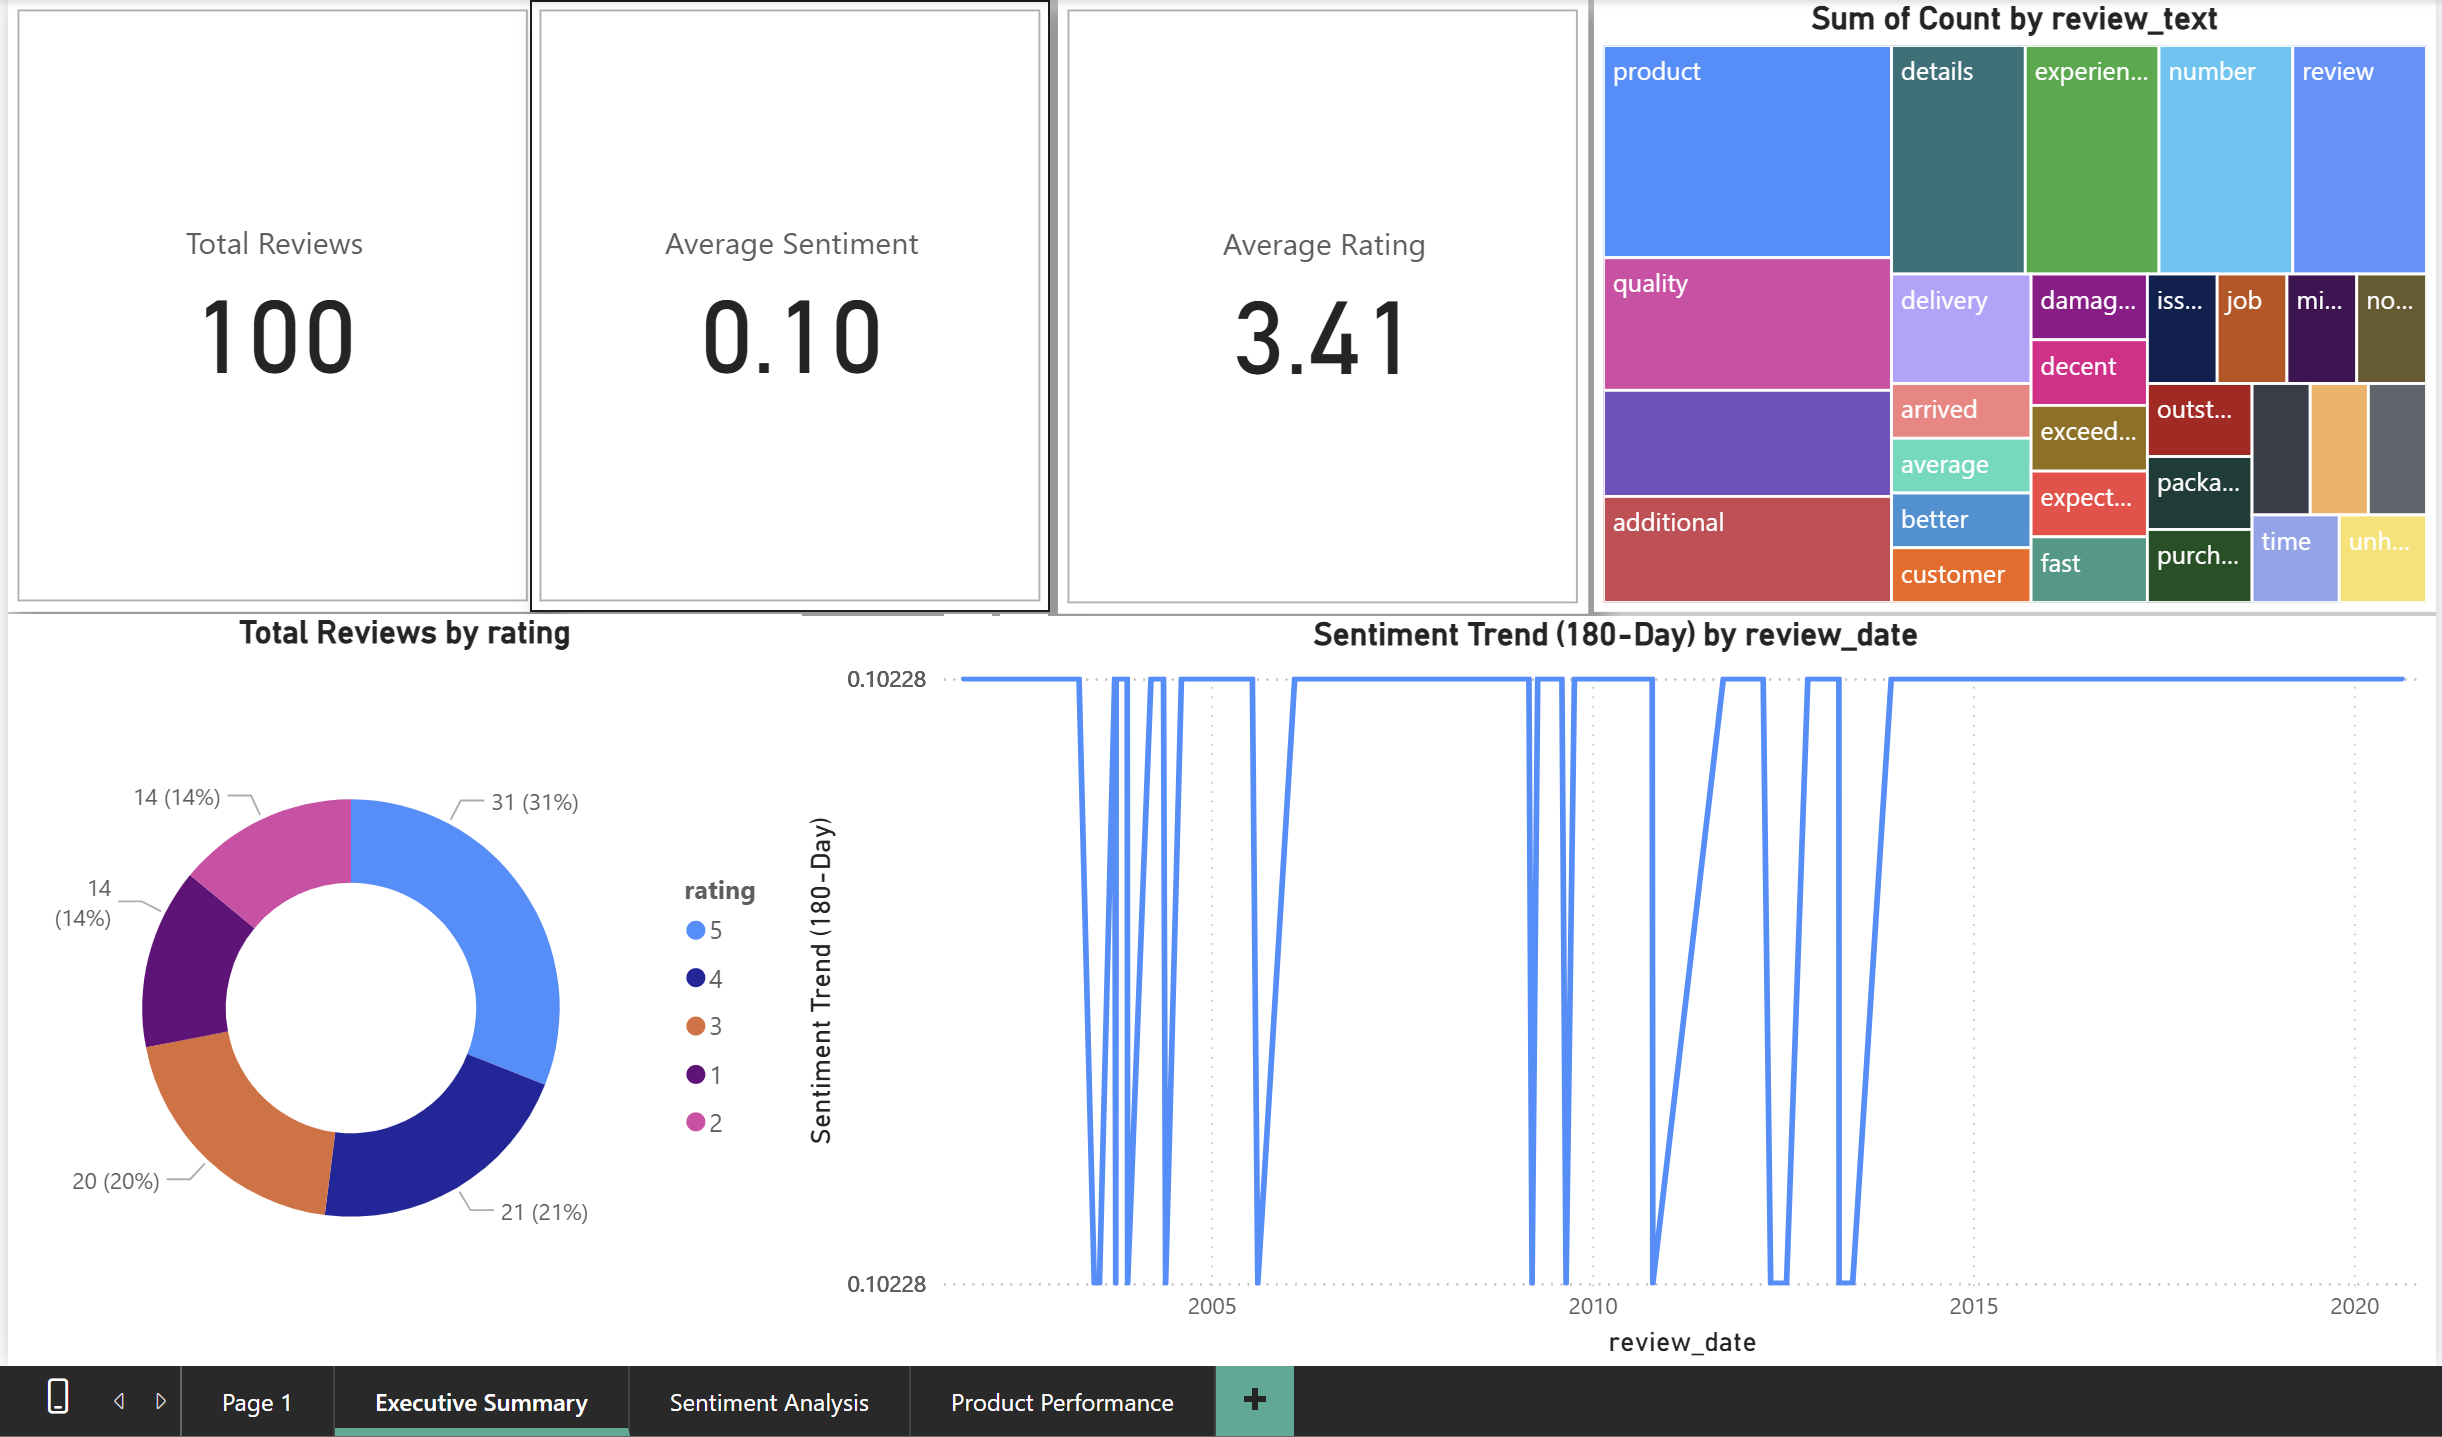 Total Reviews
100
Average Sentiment
0.10
Average Rating
3.41
Sum of Count by review_text
product
details
experien...
number
review
quality
delivery
damag...
iss...
job
mi...
no...
decent
arrived
outst...
exceed...
average
packa...
expect...
additional
better
purch...
time
unh...
fast
customer
Total Reviews by rating
14 (14%)
31 (31%)
14
(14%)
20 (20%)
21 (21%)
rating
5
4
3
1
2
Sentiment Trend (180-Day) by review_date
Sentiment Trend (180-Day)
0.10228
0.10228
2005
2010
2015
2020
review_date
Page 1
Executive Summary
Sentiment Analysis
Product Performance
+